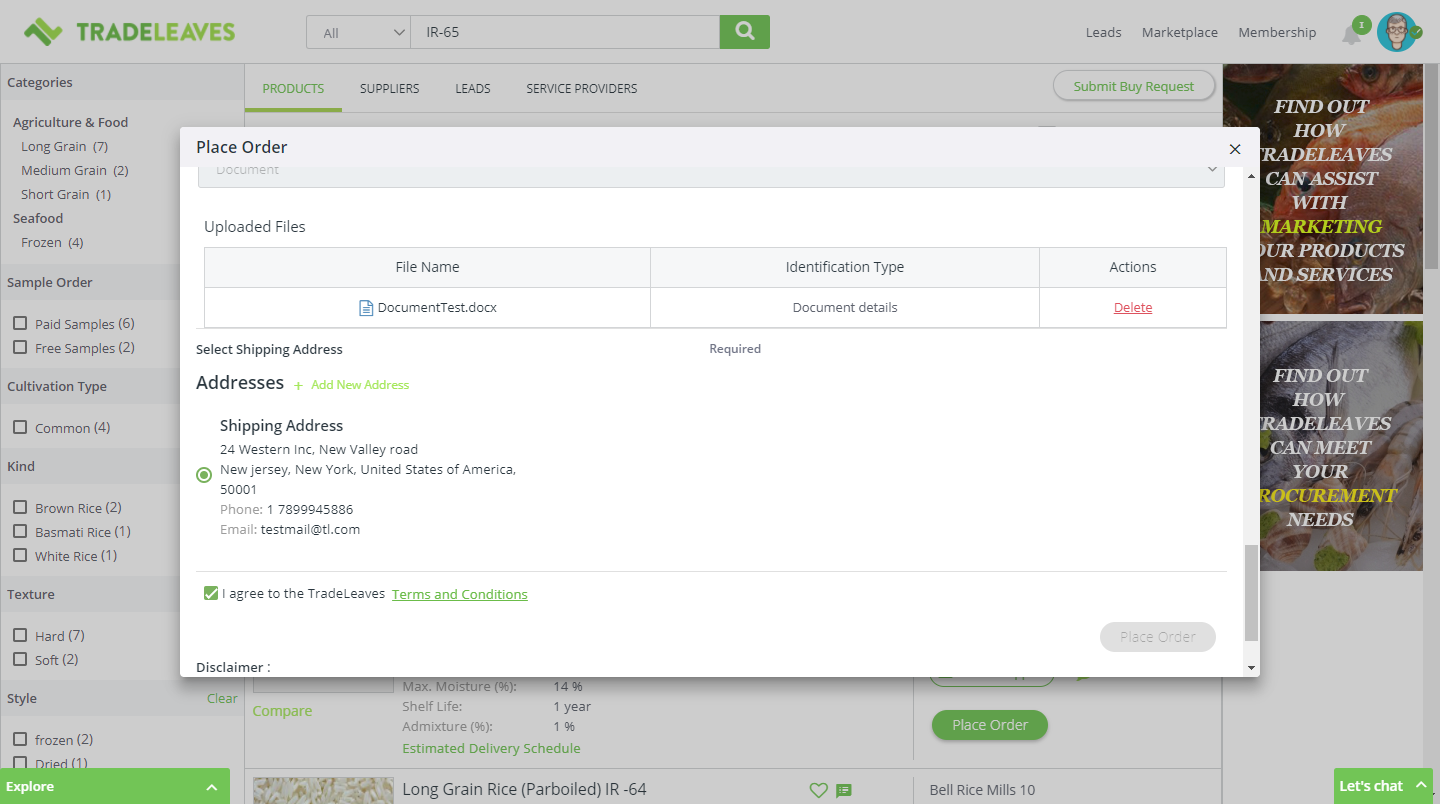 TRADELEAVES
All
IR-65
Leads
Marketplace
Membership
I
Categories
PRODUCTS
SUPPLIERS
LEADS
SERVICE PROVIDERS
Submit Buy Request
Agriculture & Food
Long Grain (7)
Medium Grain (2)
Short Grain (1)
Seafood
Frozen (4)
Sample Order
Paid Samples (6)
Free Samples (2)
Cultivation Type
Common (4)
Kind
Brown Rice (2)
Basmati Rice (1)
White Rice (1)
Texture
Hard (7)
Soft (2)
Style
Clear
frozen (2)
Dried (1)
Explore
Place Order
Document
Uploaded Files
File Name
Identification Type
Actions
DocumentTest.docx
Document details
Delete
Select Shipping Address
Required
Addresses
+ Add New Address
Shipping Address
24 Western Inc, New Valley road
New jersey, New York, United States of America,
50001
Phone: 1 7899945886
Email: testmail@tl.com
I agree to the TradeLeaves Terms and Conditions
Place Order
Disclaimer :
Max. Moisture (%): 14 %
Shelf Life: 1 year
Admixture (%): 1 %
Estimated Delivery Schedule
Compare
Place Order
Long Grain Rice (Parboiled) IR -64
Bell Rice Mills 10
FIND OUT
HOW
RADELEAVES
CAN ASSIST
WITH
MARKETING
OUR PRODUCTS
AND SERVICES
FIND OUT
HOW
RADELEAVES
CAN MEET
YOUR
ROCUREMENT
NEEDS
Let's chat